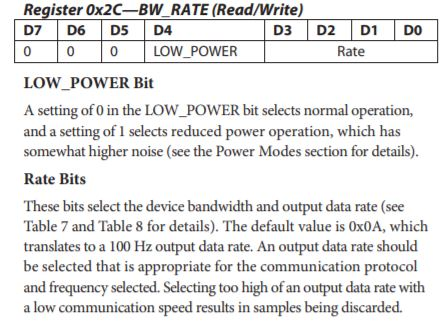 Register 0x2C—BW_RATE (Read/Write)
D7 D6 D5 D4 D3 D2 D1 D0
0 0 0 LOW_POWER Rate
LOW_POWER Bit
A setting of 0 in the LOW_POWER bit selects normal operation,
and a setting of 1 selects reduced power operation, which has
somewhat higher noise (see the Power Modes section for details).
Rate Bits
These bits select the device bandwidth and output data rate (see
Table 7 and Table 8 for details). The default value is 0x0A, which
translates to a 100 Hz output data rate. An output data rate should
be selected that is appropriate for the communication protocol
and frequency selected. Selecting too high of an output data rate with
a low communication speed results in samples being discarded.